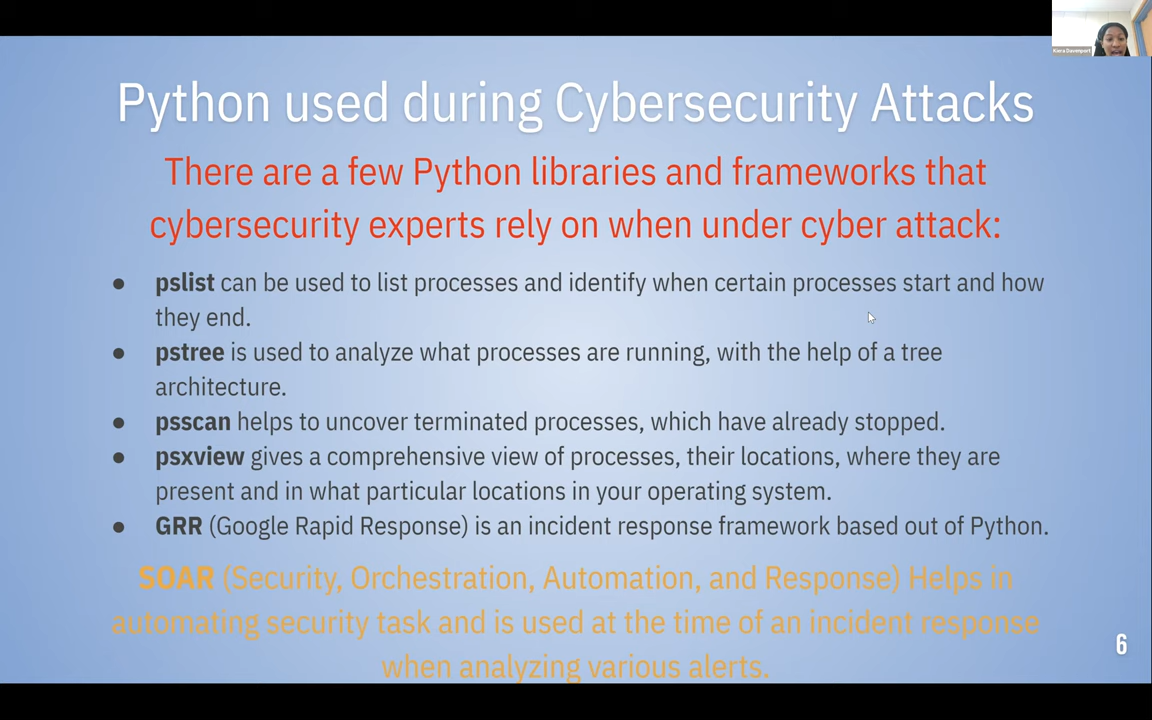 Kiera Davenport
Python used during Cybersecurity Attacks
There are a few Python libraries and frameworks that
cybersecurity experts rely on when under cyber attack:
● pslist can be used to list processes and identify when certain processes start and how
they end.
● pstree is used to analyze what processes are running, with the help of a tree
architecture.
● psscan helps to uncover terminated processes, which have already stopped.
● psxview gives a comprehensive view of processes, their locations, where they are
present and in what particular locations in your operating system.
● GRR (Google Rapid Response) is an incident response framework based out of Python.
SOAR (Security, Orchestration, Automation, and Response) Helps in
automating security task and is used at the time of an incident response
when analyzing various alerts.
6